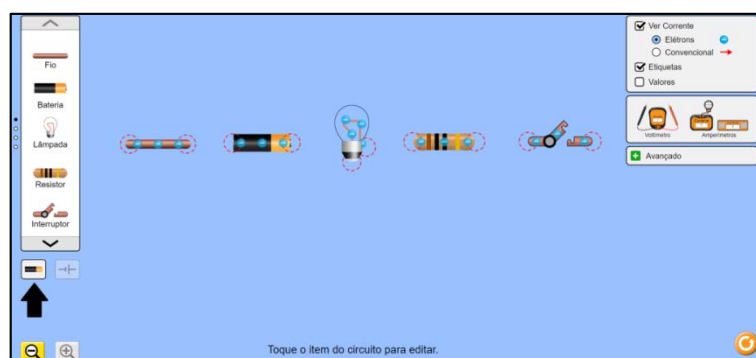 Fio
Bateria
Lâmpada
Resistor
Interruptor
Ver Corrente
Elétrons
Convencional
Etiquetas
Valores
Voltímetro
Amperímetros
Avançado
Toque o item do circuito para editar.